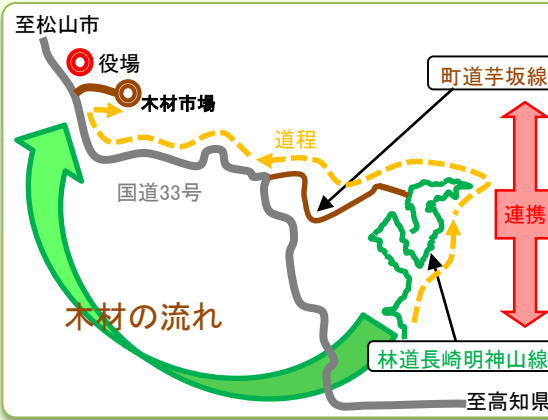 至松山市
役場
木材市場
町道芋坂線
道程
国道33号
連携
木材の流れ
林道長崎明神山線
至高知県